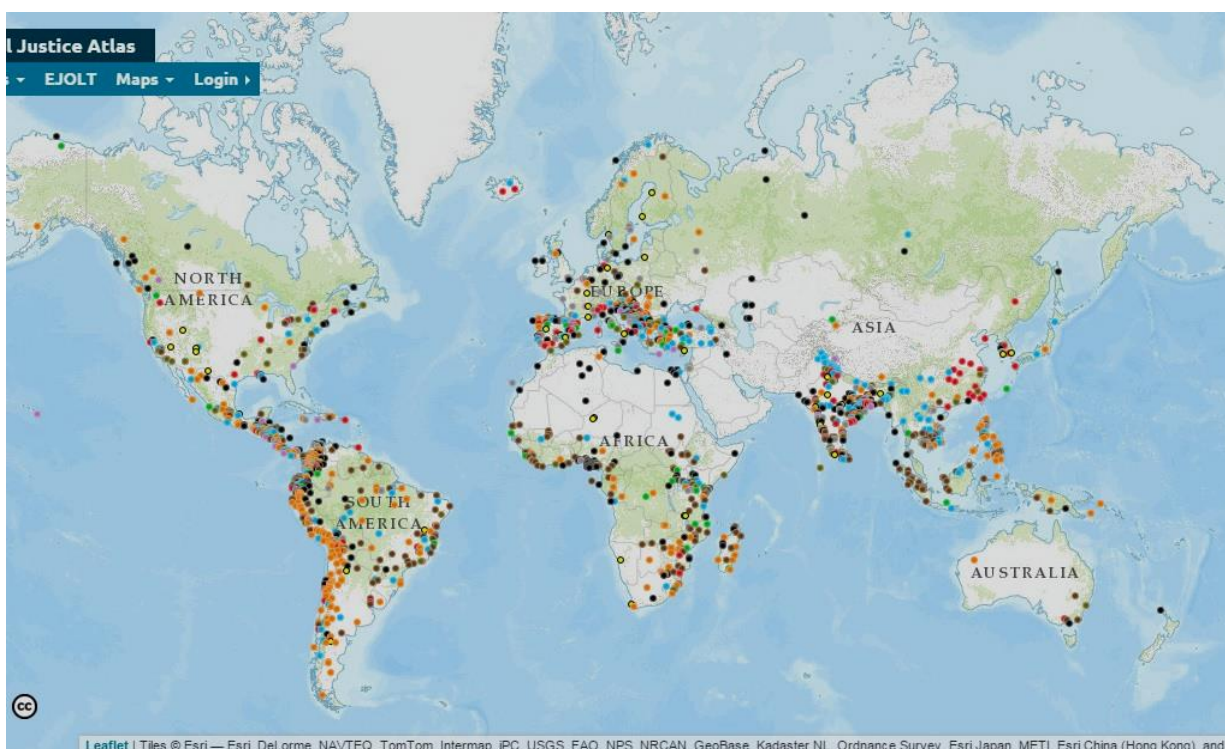 l Justice Atlas
s EJOLT Maps Login
NORTH
AMERICA
EUROPE
ASIA
AFRICA
SOUTH
AMERICA
AUSTRALIA
cc
Leaflet | Tiles © Esri — Esri, DeLorme, NAVTEQ, TomTom, Intermap, iPC, USGS, FAO, NPS, NRCAN, GeoBase, Kadaster NL, Ordnance Survey, Esri Japan, METI, Esri China (Hong Kong), and